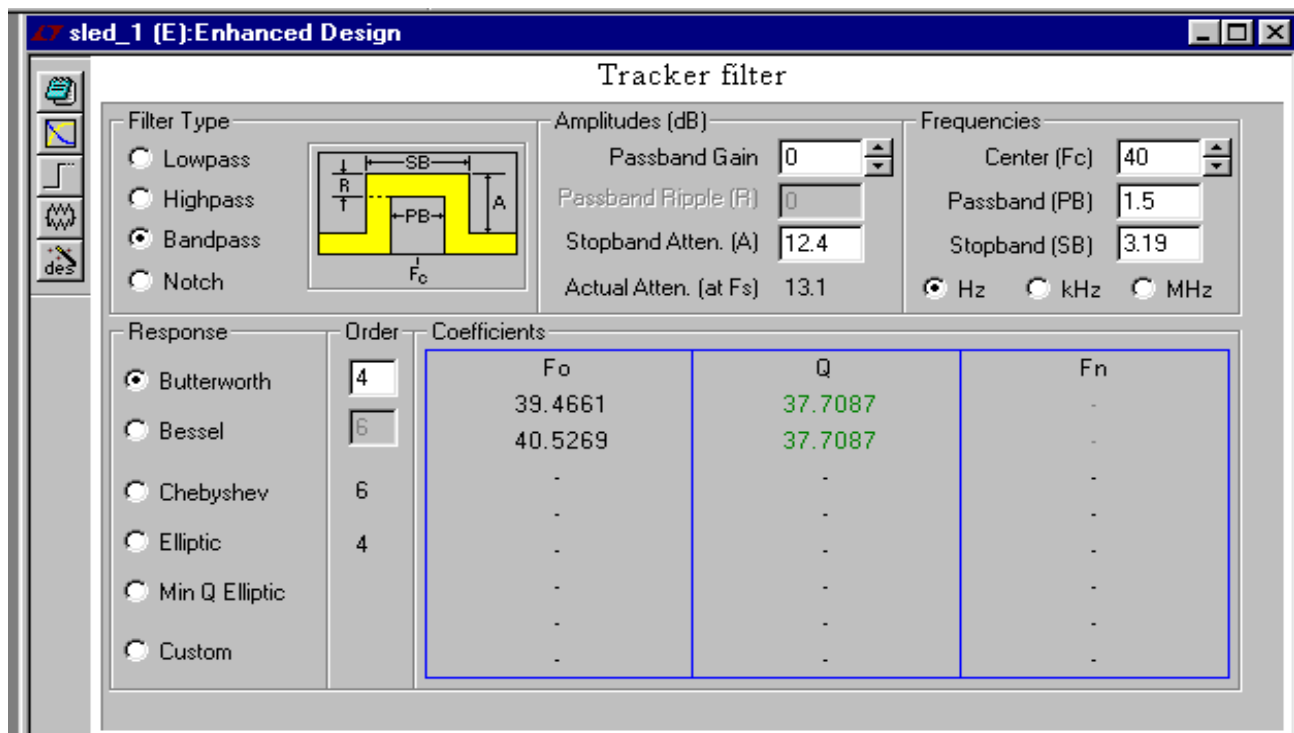 LT sled_1 (E):Enhanced Design
Tracker filter
Filter Type
Lowpass
Highpass
Bandpass
Notch
SB
R
A
PB
Fc
Amplitudes (dB)
Passband Gain 0
Passband Ripple (R) 0
Stopband Atten. (A) 12.4
Actual Atten. (at Fs) 13.1
Frequencies
Center (Fc) 40
Passband (PB) 1.5
Stopband (SB) 3.19
Hz kHz MHz
des
Response Order
Butterworth 4
Bessel 6
Chebyshev 6
Elliptic 4
Min Q Elliptic
Custom
Coefficients
Fo Q Fn
39.4661 37.7087 -
40.5269 37.7087 -
- - -
- - -
- - -
- - -
- - -
- - -